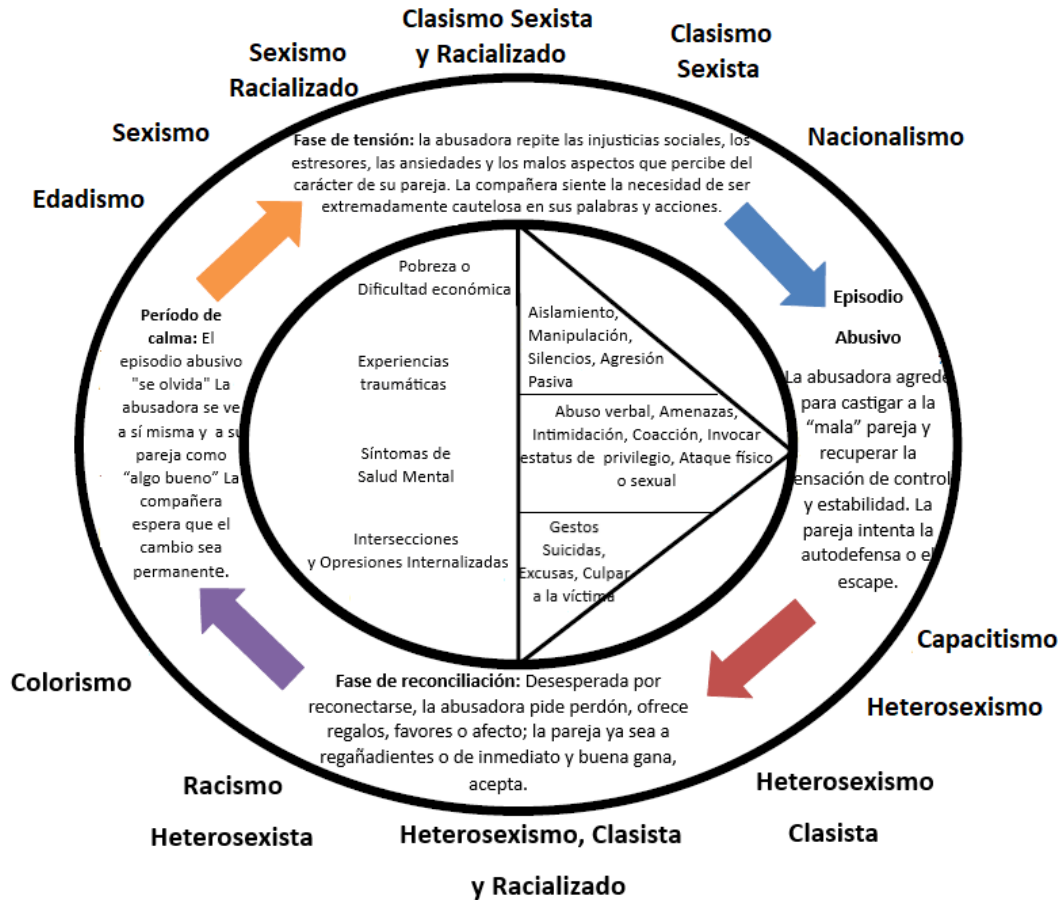 Clasismo Sexista
y Racializado
Clasismo
Sexista
Sexismo
Racializado
Sexismo
Nacionalismo
Edadismo
Fase de tensión: la abusadora repite las injusticias sociales, los
estresores, las ansiedades y los malos aspectos que percibe del
carácter de su pareja. La compañera siente la necesidad de ser
extremadamente cautelosa en sus palabras y acciones.
Pobreza o
Dificultad económica
Experiencias
traumáticas
Síntomas de
Salud Mental
Intersecciones
y Opresiones Internalizadas
Aislamiento,
Manipulación,
Silencios, Agresión
Pasiva
Abuso verbal, Amenazas,
Intimidación, Coacción, Invocar
estatus de privilegio, Ataque físico
o sexual
Gestos
Suicidas,
Excusas, Culpar
a la víctima
Episodio
Abusivo
La abusadora agrede
para castigar a la
“mala” pareja y
recuperar la
ensación de control
y estabilidad. La
pareja intenta la
autodefensa o el
escape.
Período de
calma: El
episodio abusivo
"se olvida" La
abusadora se ve
a sí misma y a su
pareja como
“algo bueno” La
compañera
espera que el
cambio sea
permanente.
Fase de reconciliación: Desesperada por
reconectarse, la abusadora pide perdón, ofrece
regalos, favores o afecto; la pareja ya sea a
regañadientes o de inmediato y buena gana,
acepta.
Capacitismo
Heterosexismo
Colorismo
Racismo
Heterosexista
Heterosexismo
Clasista
Heterosexismo, Clasista
y Racializado